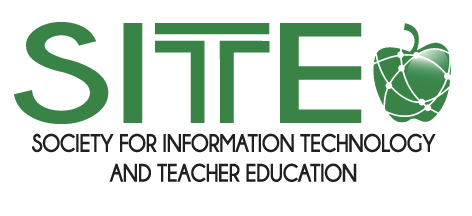 SITE
SOCIETY FOR INFORMATION TECHNOLOGY
AND TEACHER EDUCATION